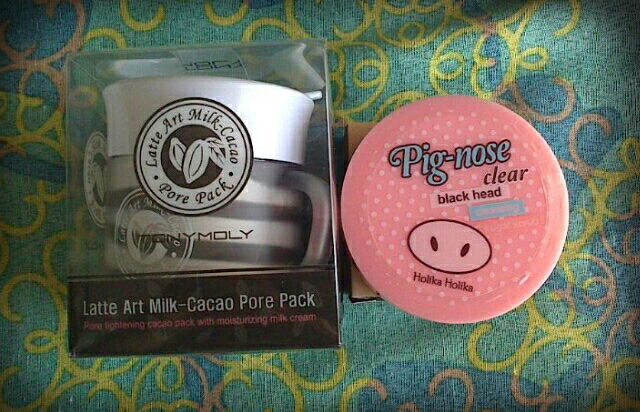 Latte Art Milk-Cacao
Pore Pack
TONYMOLY
Latte Art Milk-Cacao Pore Pack
Pore tightening cacao pack with moisturizing milk cream
Pig-nose
clear
black head
Holika Holika